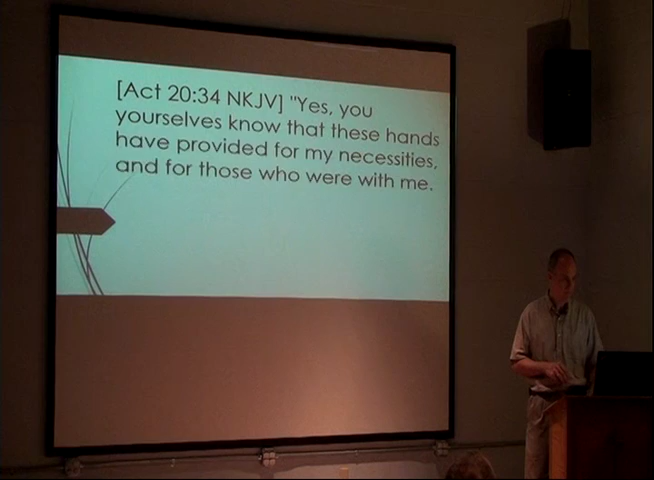 [Act 20:34 NKJV] "Yes, you
yourselves know that these hands
have provided for my necessities,
and for those who were with me.